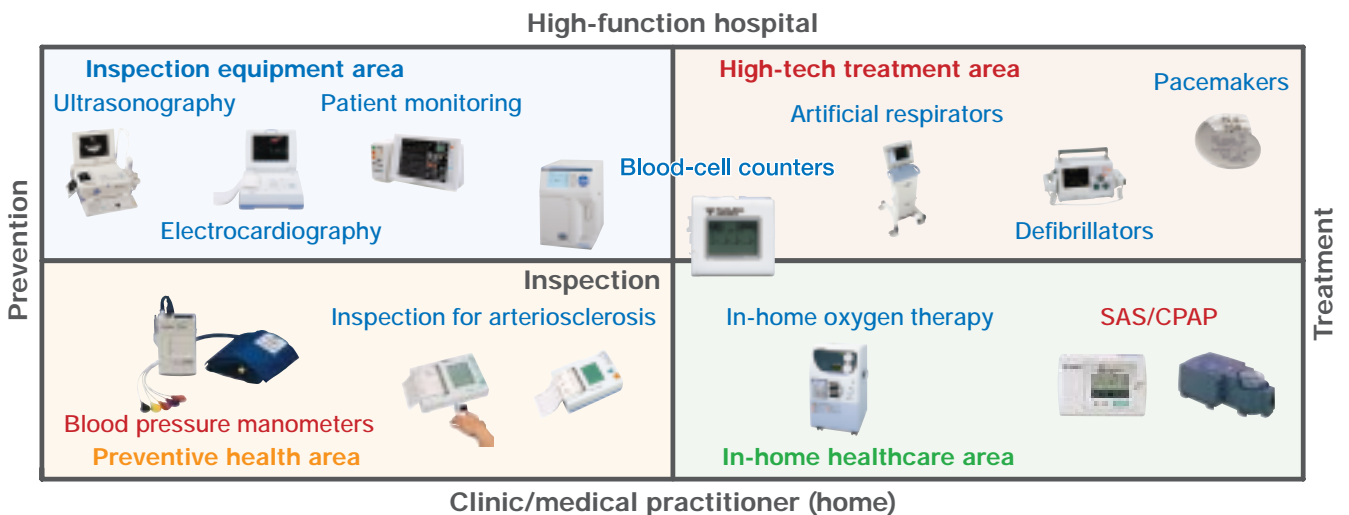 High-function hospital
Inspection equipment area
Ultrasonography
Patient monitoring
Electrocardiography
Blood-cell counters
High-tech treatment area
Pacemakers
Artificial respirators
Defibrillators
Prevention
Treatment
Inspection
Inspection for arteriosclerosis
Blood pressure manometers
Preventive health area
In-home oxygen therapy
SAS/CPAP
In-home healthcare area
Clinic/medical practitioner (home)